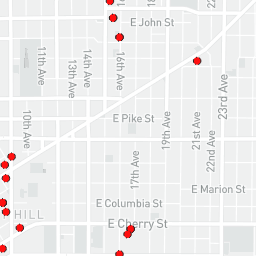 E John St
11th Ave
14th Ave
13th Ave
16th Ave
23rd Ave
10th Ave
E Pike St
19th Ave
21st Ave
22nd Ave
17th Ave
E Marion St
E Columbia St
HILL
E Cherry St